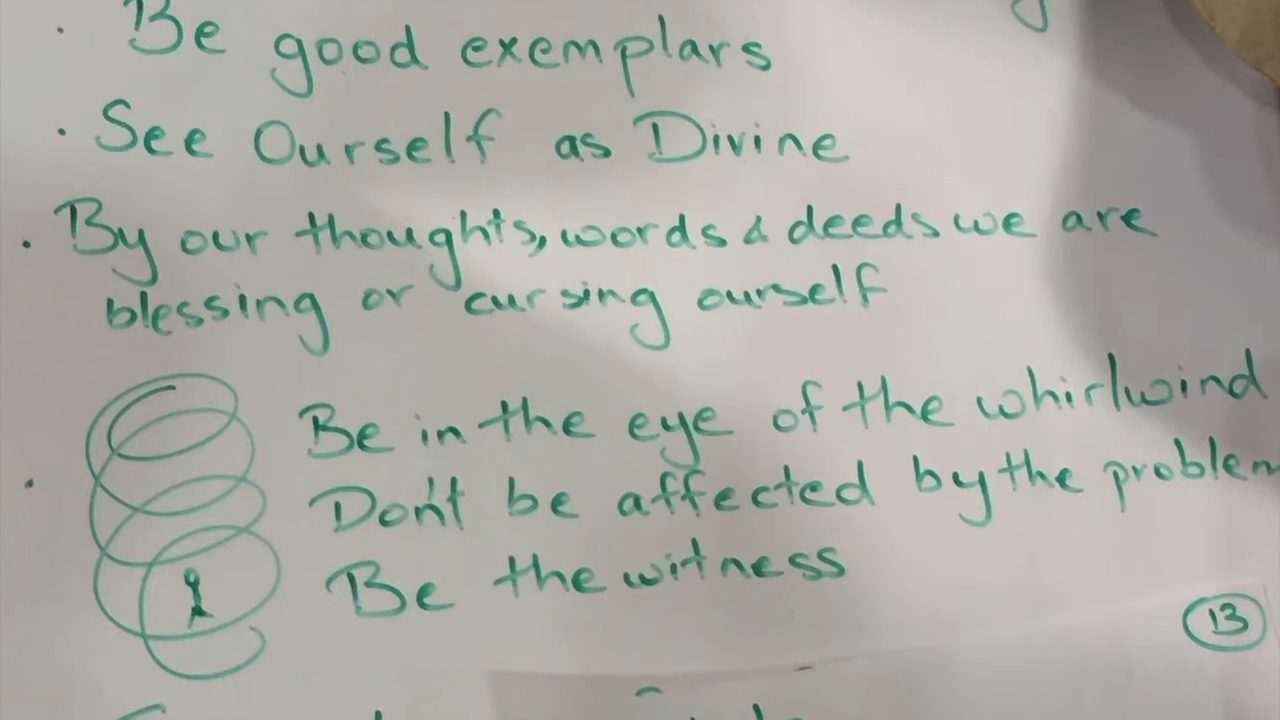 · Be good exemplars
· See Ourself as Divine
· By our thoughts, words & deeds we are
blessing or cursing ourself
· Be in the eye of the whirlwind
Don't be affected by the problem
Be the witness
13